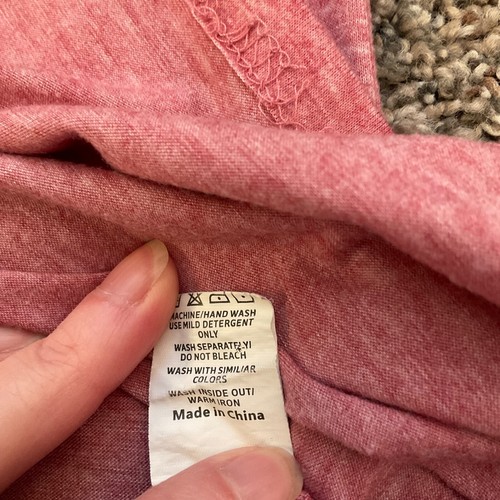 MACHINE/HAND WASH
USE MILD DETERGENT
ONLY
WASH SEPARATELY/
DO NOT BLEACH
WASH WITH SIMILIAR
COLORS
WASH INSIDE OUT/
WARM IRON
Made in China